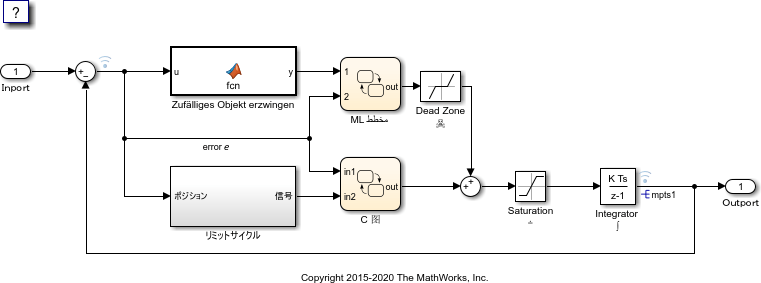 ?
1
Inport
+
−
u
fcn
y
Zufälliges Objekt erzwingen
1
2
out
ML مخطط
Dead Zone
error e
ポジション
信号
リミットサイクル
in1
in2
out
C 图
+
+
Saturation
K Ts
z-1
Integrator
∫
mpts1
1
Outport
Copyright 2015-2020 The MathWorks, Inc.